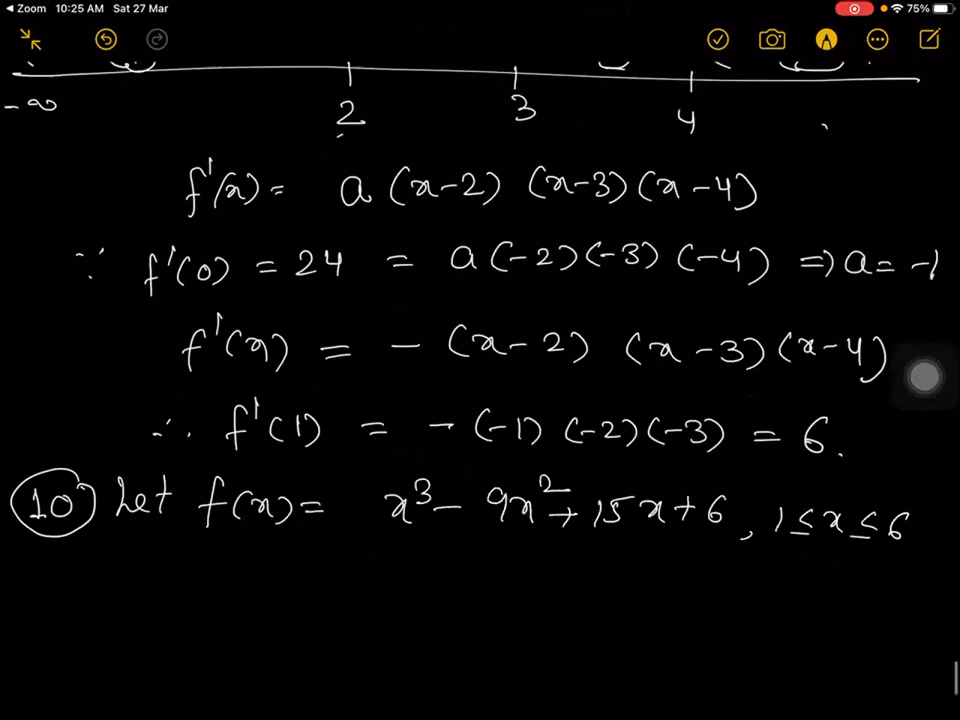 Zoom 10:25 AM Sat 27 Mar 75%
-∞ 2 3 4
f'(x) = a (x-2) (x-3) (x-4)
∵ f'(0) = 24 = a (-2) (-3) (-4) ⇒ a = -1
f'(x) = - (x-2) (x-3) (x-4)
∴ f'(1) = - (-1) (-2) (-3) = 6.
10 Let f(x) = x³ - 9x² + 15x + 6, 1 ≤ x ≤ 6